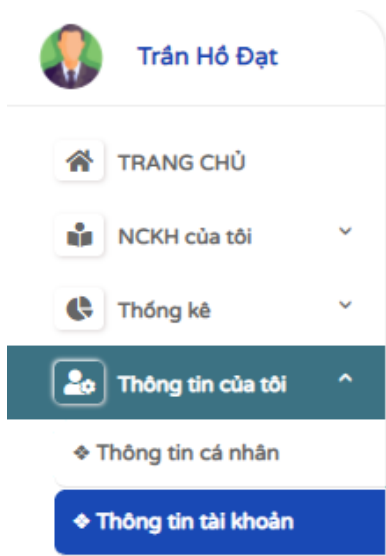 Trần Hồ Đạt
TRANG CHỦ
NCKH của tôi
Thống kê
Thông tin của tôi
❖ Thông tin cá nhân
❖ Thông tin tài khoản